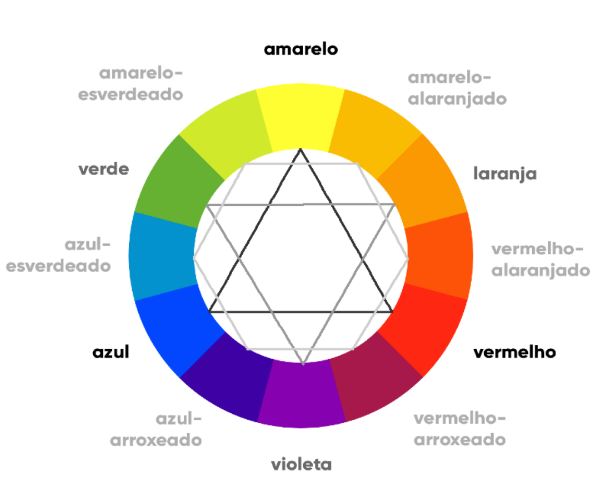 amarelo
amarelo-
esverdeado
amarelo-
alaranjado
verde
laranja
azul-
esverdeado
vermelho-
alaranjado
azul
vermelho
azul-
arroxeado
vermelho-
arroxeado
violeta